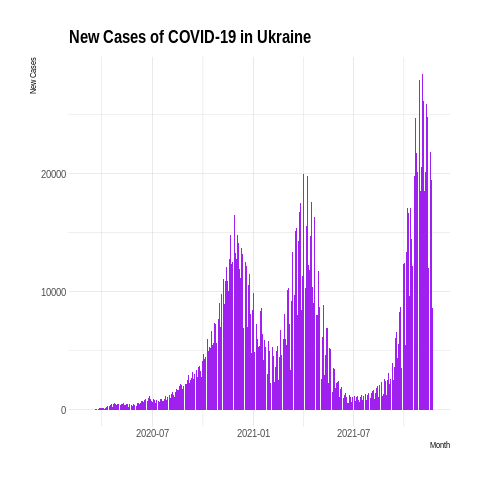 New Cases of COVID-19 in Ukraine
New Cases
20000
10000
0
2020-07 2021-01 2021-07
Month